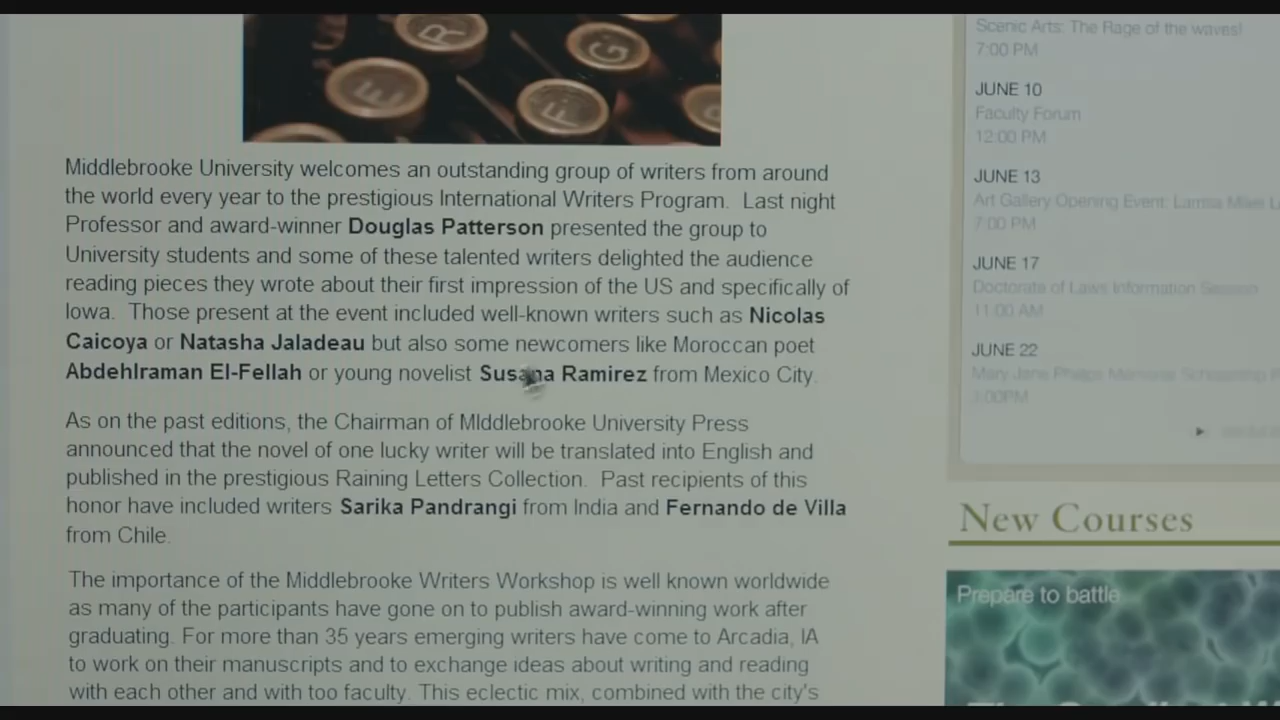 R
G
E
F
Middlebrooke University welcomes an outstanding group of writers from around
the world every year to the prestigious International Writers Program. Last night
Professor and award-winner Douglas Patterson presented the group to
University students and some of these talented writers delighted the audience
reading pieces they wrote about their first impression of the US and specifically of
Iowa. Those present at the event included well-known writers such as Nicolas
Caicoya or Natasha Jaladeau but also some newcomers like Moroccan poet
Abdehlraman El-Fellah or young novelist Susana Ramirez from Mexico City.
As on the past editions, the Chairman of MIddlebrooke University Press
announced that the novel of one lucky writer will be translated into English and
published in the prestigious Raining Letters Collection. Past recipients of this
honor have included writers Sarika Pandrangi from India and Fernando de Villa
from Chile.
The importance of the Middlebrooke Writers Workshop is well known worldwide
as many of the participants have gone on to publish award-winning work after
graduating. For more than 35 years emerging writers have come to Arcadia, IA
to work on their manuscripts and to exchange ideas about writing and reading
with each other and with too faculty. This eclectic mix, combined with the city's
Scenic Arts: The Rage of the waves!
7:00 PM
JUNE 10
Faculty Forum
12:00 PM
JUNE 13
Art Gallery Opening Event: Lamia
7:00 PM
JUNE 17
Doctorate of Laws Information Session
11:00 AM
JUNE 22
Mary Jane Phelps Memorial Scholarship
New Courses
Prepare to battle